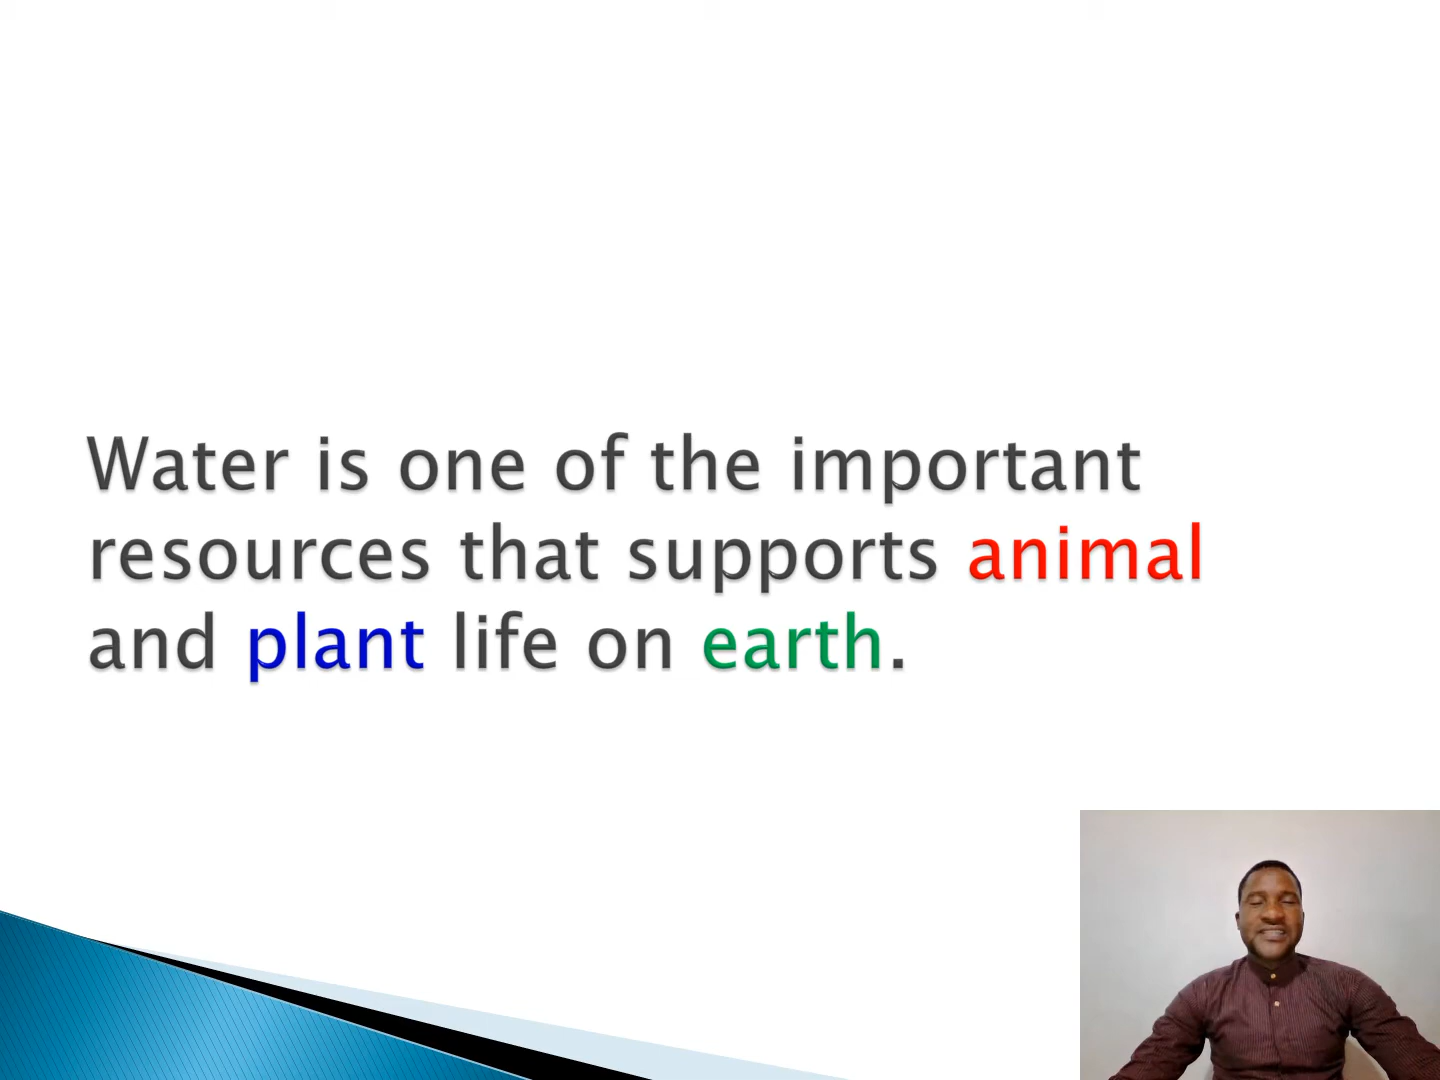 Water is one of the important
resources that supports animal
and plant life on earth.